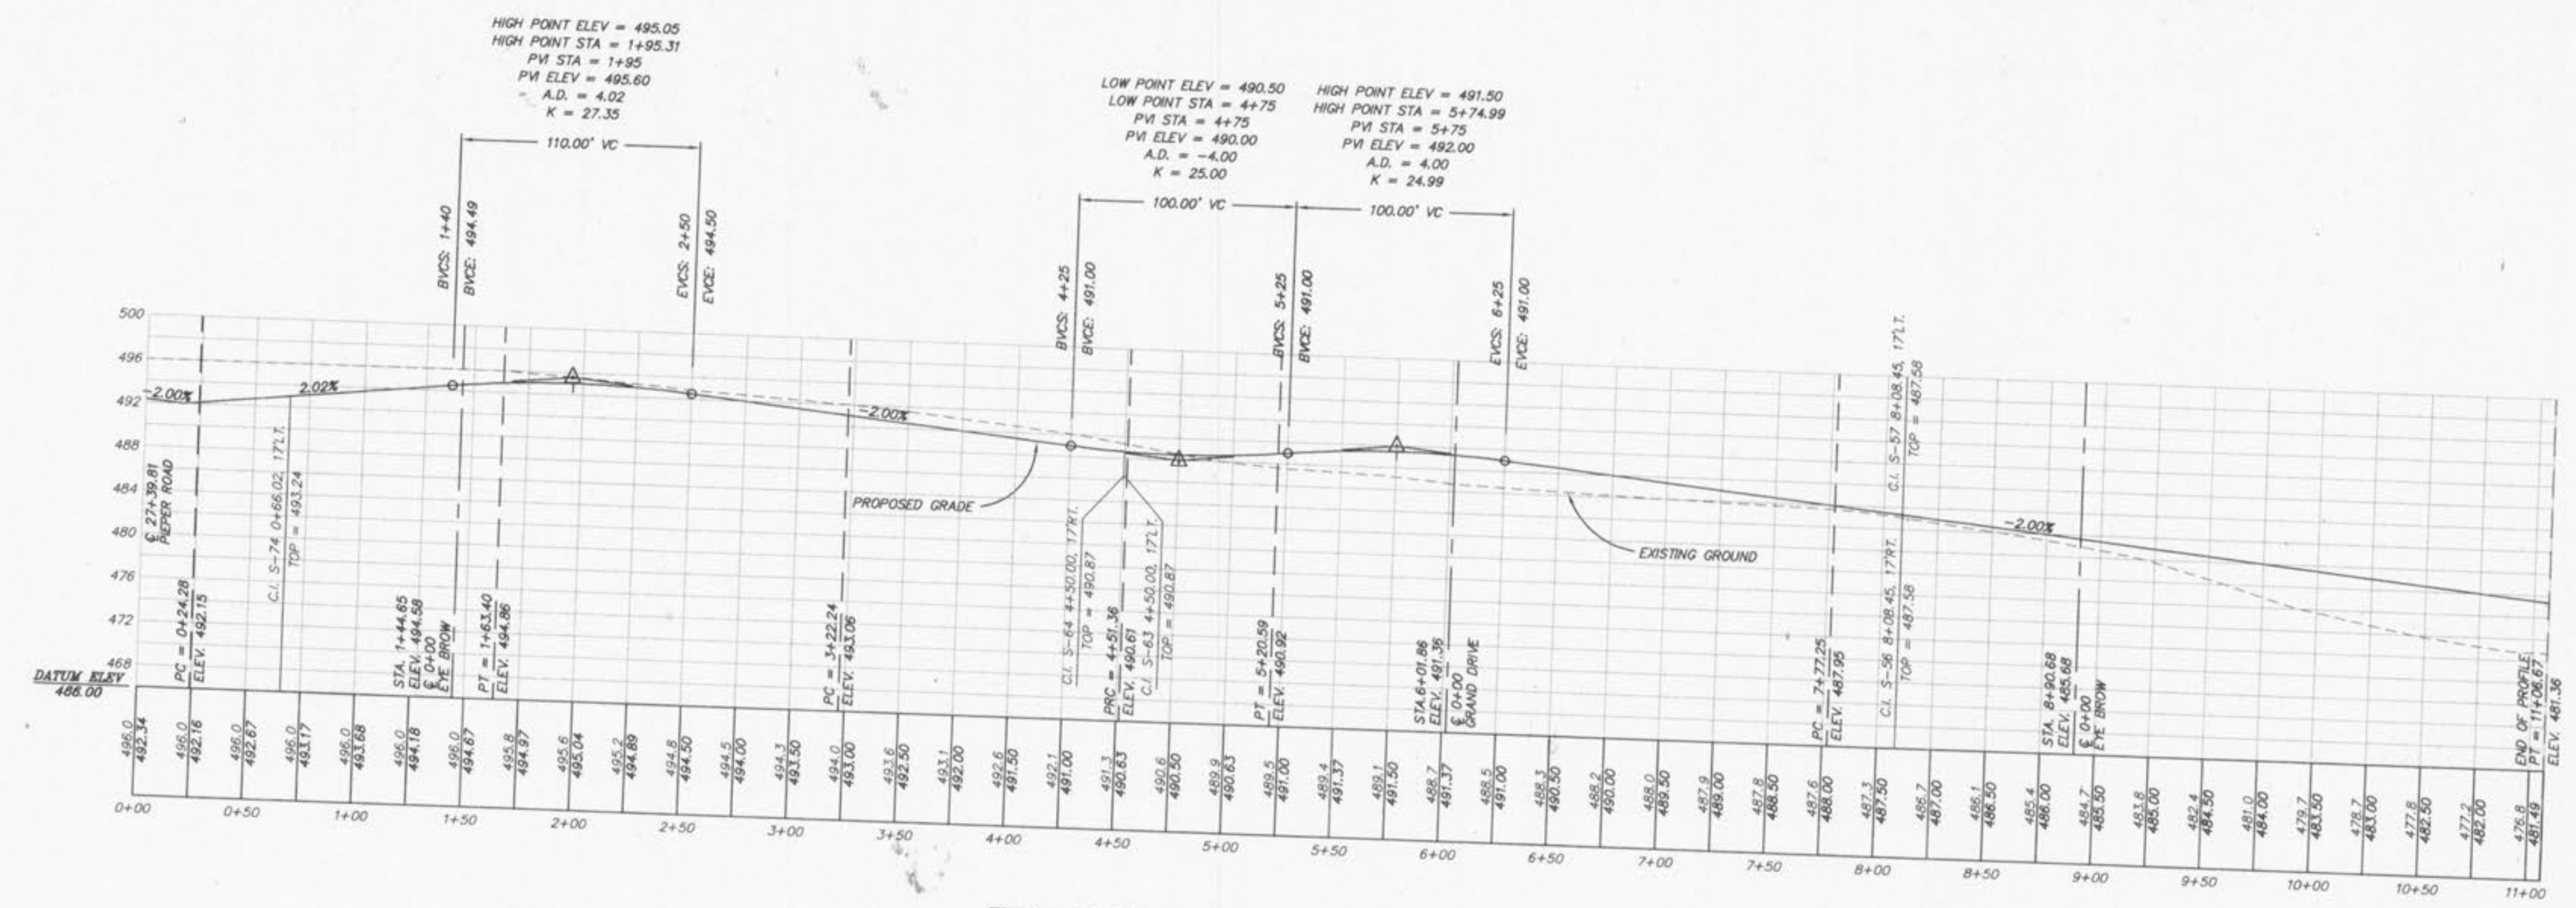 HIGH POINT ELEV = 495.05
HIGH POINT STA = 1+95.31
PVI STA = 1+95
PVI ELEV = 495.60
A.D. = 4.02
K = 27.35
110.00' VC
LOW POINT ELEV = 490.50
LOW POINT STA = 4+75
PVI STA = 4+75
PVI ELEV = 490.00
A.D. = -4.00
K = 25.00
100.00' VC
HIGH POINT ELEV = 491.50
HIGH POINT STA = 5+74.99
PVI STA = 5+75
PVI ELEV = 492.00
A.D. = 4.00
K = 24.99
100.00' VC
BVCS: 1+40
BVCE: 494.49
EVCS: 2+50
EVCE: 494.50
BVCS: 4+25
BVCE: 491.00
BVCS: 5+25
BVCE: 491.00
EVCS: 6+25
EVCE: 491.00
500
496
492
488
484
480
476
472
468
DATUM ELEV
466.00
-2.00%
2.02%
-2.00%
-2.00%
PROPOSED GRADE
EXISTING GROUND
℄ 27+39.81
PIEPER ROAD
PC = 0+24.28
ELEV. 492.15
C.I. S-74 0+66.02, 17'LT.
TOP = 493.24
STA. 1+44.65
ELEV. 494.58
℄ 0+00
EYE BROW
PT = 1+63.40
ELEV. 494.86
PC = 3+22.24
ELEV. 493.06
C.I. S-64 4+50.00, 17'RT.
TOP = 490.87
PRC = 4+51.36
ELEV. 490.61
C.I. S-63 4+50.00, 17'LT.
TOP = 490.87
PT = 5+20.59
ELEV. 490.92
STA.6+01.86
ELEV. 491.36
℄ 0+00
GRAND DRIVE
PC = 7+77.25
ELEV. 487.95
C.I. S-57 8+08.45, 17'LT.
TOP = 487.58
C.I. S-56 8+08.45, 17'RT.
TOP = 487.58
STA. 8+90.68
ELEV. 485.68
℄ 0+00
EYE BROW
END OF PROFILE
PT = 11+06.67
ELEV. 481.36
496.0
492.34
496.0
492.16
496.0
492.67
496.0
493.17
496.0
493.68
496.0
494.18
496.0
494.67
495.8
494.97
495.6
495.04
495.2
494.89
494.8
494.50
494.5
494.00
494.3
493.50
494.0
493.00
493.6
492.50
493.1
492.00
492.6
491.50
492.1
491.00
491.3
490.63
490.6
490.50
489.9
490.63
489.5
491.00
489.4
491.37
489.1
491.50
488.7
491.37
488.5
491.00
488.3
490.50
488.2
490.00
488.0
489.50
487.9
489.00
487.8
488.50
487.6
488.00
487.3
487.50
486.7
487.00
486.1
486.50
485.4
486.00
484.7
485.50
483.8
485.00
482.4
484.50
481.0
484.00
479.7
483.50
478.7
483.00
477.8
482.50
477.2
482.00
476.8
481.49
0+00
0+50
1+00
1+50
2+00
2+50
3+00
3+50
4+00
4+50
5+00
5+50
6+00
6+50
7+00
7+50
8+00
8+50
9+00
9+50
10+00
10+50
11+00